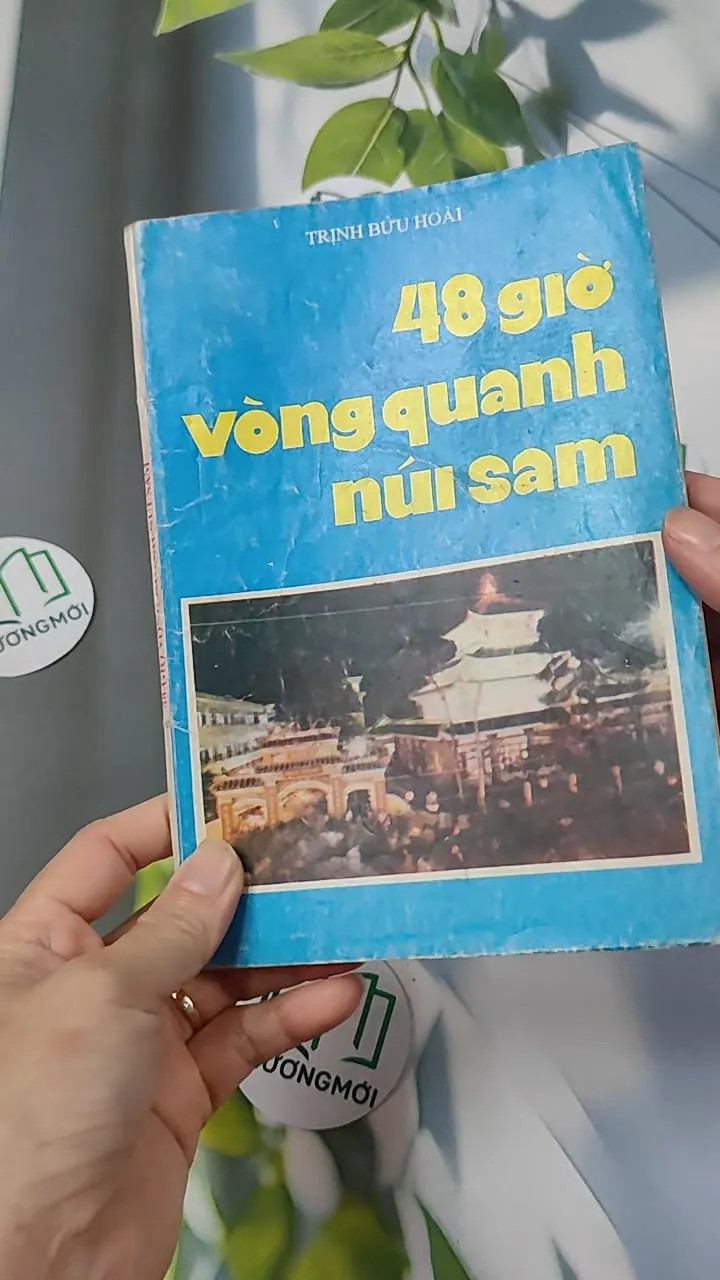 TRỊNH BỬU HOÀI
48 giờ
vòng quanh
núi sam
ƯƠNGMỚI
ƯƠNGMỚI